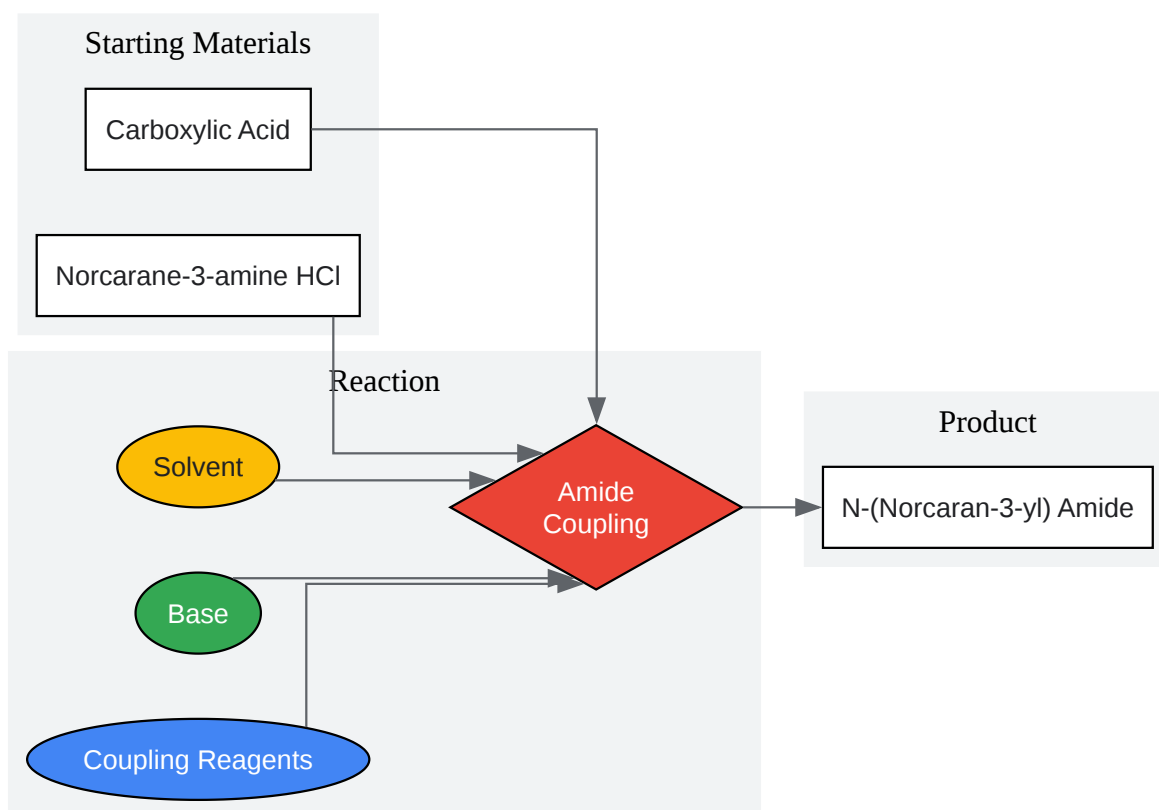 Starting Materials
Carboxylic Acid
Norcarane-3-amine HCl
Reaction
Solvent
Amide
Coupling
Base
Coupling Reagents
Product
N-(Norcaran-3-yl) Amide